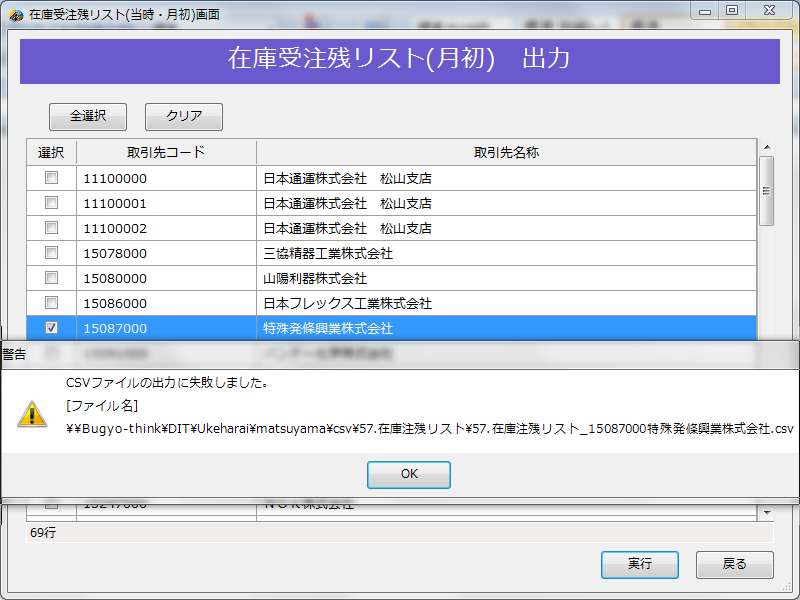 在庫受注残リスト(当時・月初)画面
在庫受注残リスト(月初)　出力
全選択
クリア
選択 取引先コード 取引先名称
11100000 日本通運株式会社　松山支店
11100001 日本通運株式会社　松山支店
11100002 日本通運株式会社　松山支店
15078000 三協精器工業株式会社
15080000 山陽利器株式会社
15086000 日本フレックス工業株式会社
15087000 特殊発條興業株式会社
警告
CSVファイルの出力に失敗しました。
[ファイル名]
¥¥Bugyo-think¥DIT¥Ukeharai¥matsuyama¥csv¥57.在庫注残リスト¥57.在庫注残リスト_15087000特殊発條興業株式会社.csv
OK
15247000 ＮＯＫ株式会社
69行
実行
戻る